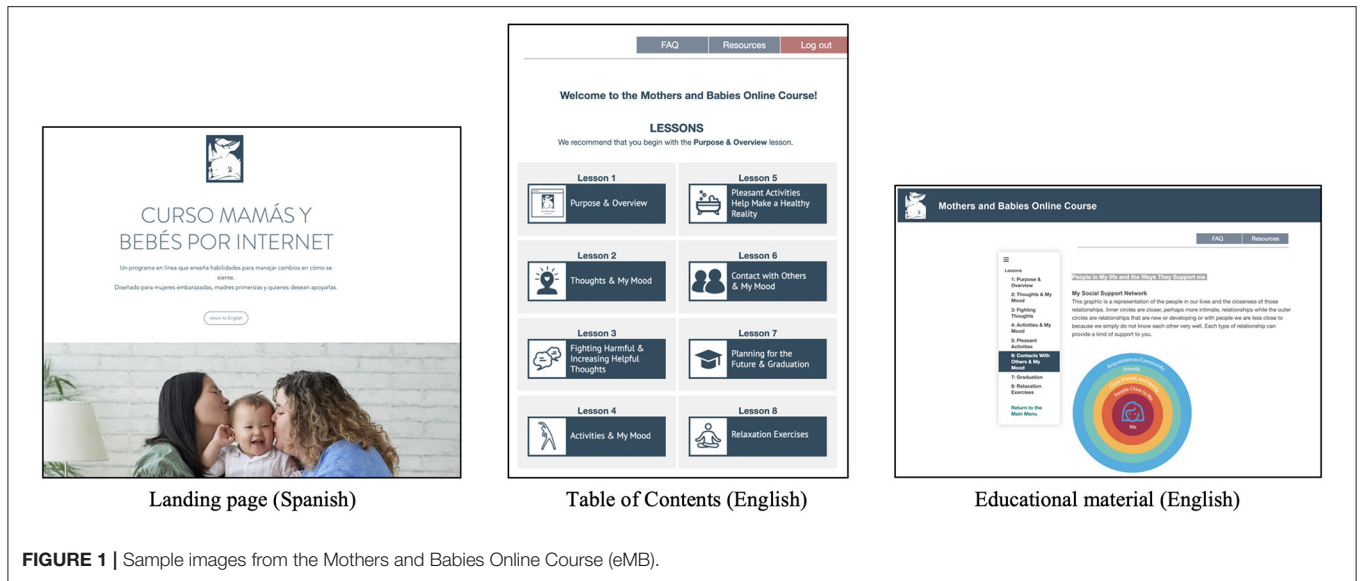 CURSO MAMÁS Y
BEBÉS POR INTERNET
Un programa en línea que enseña habilidades para manejar cambios en cómo se
siente.
Diseñado para mujeres embarazadas, madres primerizas y quienes desean apoyarlas.
return to English
Landing page (Spanish)
FAQ Resources Log out
Welcome to the Mothers and Babies Online Course!
LESSONS
We recommend that you begin with the Purpose & Overview lesson.
Lesson 1
Purpose & Overview
Lesson 5
Pleasant Activities
Help Make a Healthy
Reality
Lesson 2
Thoughts & My Mood
Lesson 6
Contact with Others
& My Mood
Lesson 3
Fighting Harmful &
Increasing Helpful
Thoughts
Lesson 7
Planning for the
Future & Graduation
Lesson 4
Activities & My Mood
Lesson 8
Relaxation Exercises
Table of Contents (English)
Mothers and Babies Online Course
FAQ Resources
Lessons
1: Purpose &
Overview
2: Thoughts & My
Mood
3: Fighting
Thoughts
4: Activities & My
Mood
5: Pleasant
Activities
6: Contacts With
Others & My
Mood
7: Graduation
8: Relaxation
Exercises
Return to the
Main Menu
People in My life and the Ways They Support me
My Social Support Network
This graphic is a representation of the people in our lives and the closeness of those
relationships. Inner circles are closer, perhaps more intimate, relationships while the outer
circles are relationships that are new or developing or with people we are less close to
because we simply do not know each other very well. Each type of relationship can
provide a kind of support to you.
Acquaintances/Community
Friends
Close Friends and Family
People Close to Me
Me
Educational material (English)
FIGURE 1 | Sample images from the Mothers and Babies Online Course (eMB).